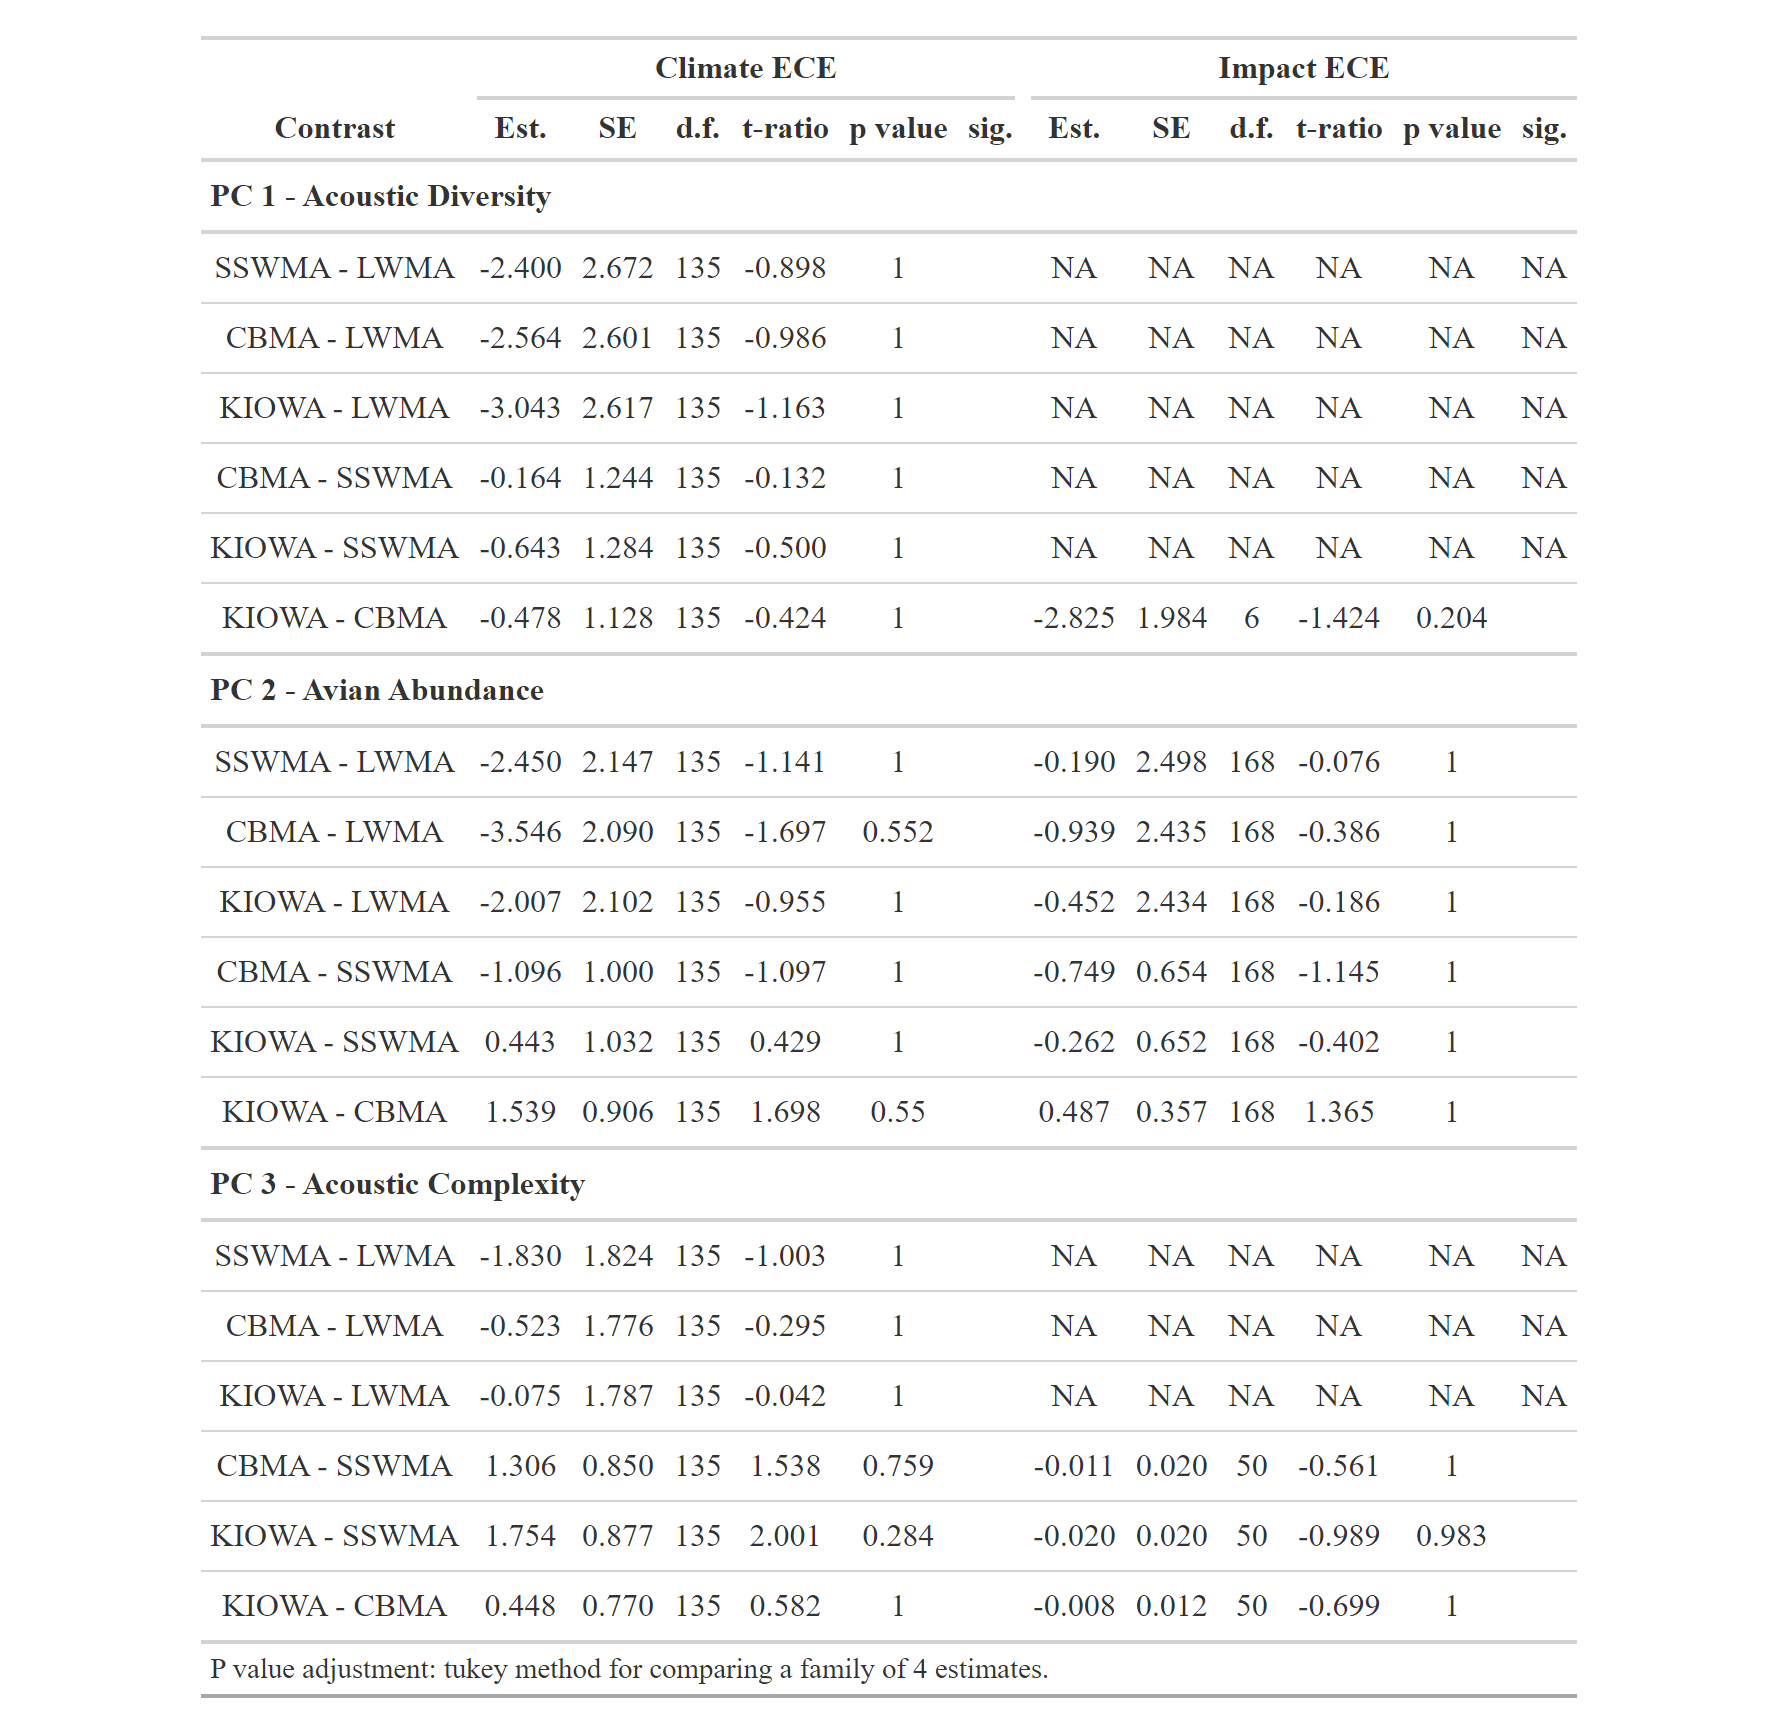 Climate ECE Impact ECE
Contrast Est. SE d.f. t-ratio p value sig. Est. SE d.f. t-ratio p value sig.
PC 1 - Acoustic Diversity
SSWMA - LWMA -2.400 2.672 135 -0.898 1 NA NA NA NA NA NA
CBMA - LWMA -2.564 2.601 135 -0.986 1 NA NA NA NA NA NA
KIOWA - LWMA -3.043 2.617 135 -1.163 1 NA NA NA NA NA NA
CBMA - SSWMA -0.164 1.244 135 -0.132 1 NA NA NA NA NA NA
KIOWA - SSWMA -0.643 1.284 135 -0.500 1 NA NA NA NA NA NA
KIOWA - CBMA -0.478 1.128 135 -0.424 1 -2.825 1.984 6 -1.424 0.204
PC 2 - Avian Abundance
SSWMA - LWMA -2.450 2.147 135 -1.141 1 -0.190 2.498 168 -0.076 1
CBMA - LWMA -3.546 2.090 135 -1.697 0.552 -0.939 2.435 168 -0.386 1
KIOWA - LWMA -2.007 2.102 135 -0.955 1 -0.452 2.434 168 -0.186 1
CBMA - SSWMA -1.096 1.000 135 -1.097 1 -0.749 0.654 168 -1.145 1
KIOWA - SSWMA 0.443 1.032 135 0.429 1 -0.262 0.652 168 -0.402 1
KIOWA - CBMA 1.539 0.906 135 1.698 0.55 0.487 0.357 168 1.365 1
PC 3 - Acoustic Complexity
SSWMA - LWMA -1.830 1.824 135 -1.003 1 NA NA NA NA NA NA
CBMA - LWMA -0.523 1.776 135 -0.295 1 NA NA NA NA NA NA
KIOWA - LWMA -0.075 1.787 135 -0.042 1 NA NA NA NA NA NA
CBMA - SSWMA 1.306 0.850 135 1.538 0.759 -0.011 0.020 50 -0.561 1
KIOWA - SSWMA 1.754 0.877 135 2.001 0.284 -0.020 0.020 50 -0.989 0.983
KIOWA - CBMA 0.448 0.770 135 0.582 1 -0.008 0.012 50 -0.699 1
P value adjustment: tukey method for comparing a family of 4 estimates.